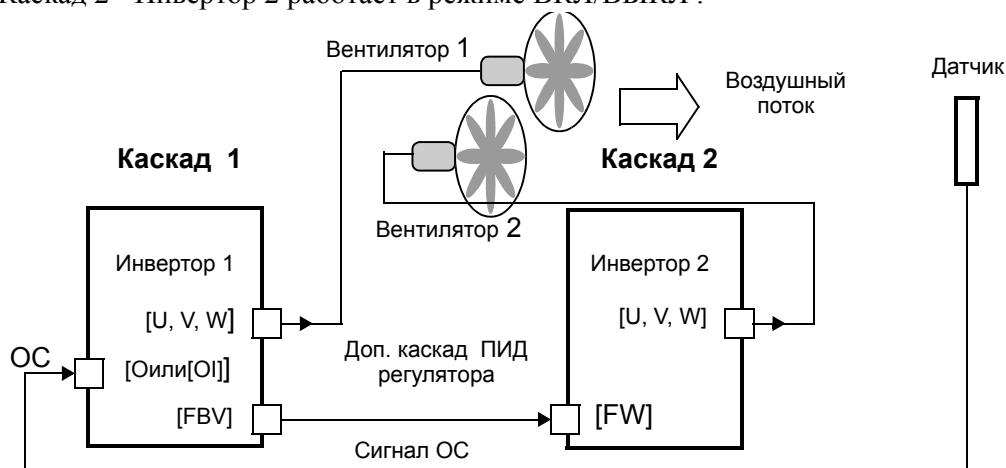 Каскад 2 - Инвертор 2 работает в режиме ВКЛ/ВЫКЛ .
Вентилятор 1
Воздушный
поток
Датчик
Каскад 1
Каскад 2
Вентилятор 2
Инвертор 1
Инвертор 2
[U, V, W]
[U, V, W]
ОС
[Oили[OI]]
Доп. каскад ПИД
регулятора
[FBV]
[FW]
Сигнал ОС